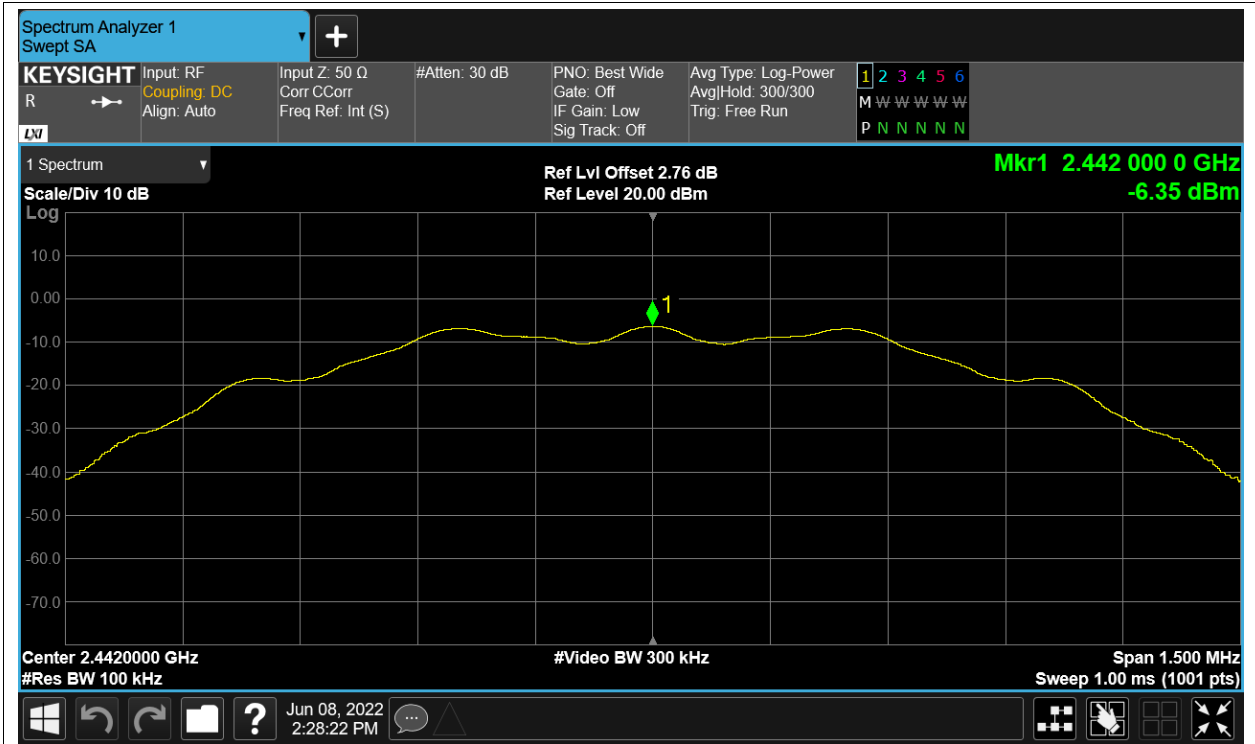 Spectrum Analyzer 1
Swept SA
KEYSIGHT
R
LXI
Input: RF
Coupling: DC
Align: Auto
Input Z: 50 Ω
Corr CCorr
Freq Ref: Int (S)
#Atten: 30 dB
PNO: Best Wide
Gate: Off
IF Gain: Low
Sig Track: Off
Avg Type: Log-Power
Avg|Hold: 300/300
Trig: Free Run
1 2 3 4 5 6
M W W W W W
P N N N N N
1 Spectrum
Scale/Div 10 dB
Log
Ref Lvl Offset 2.76 dB
Ref Level 20.00 dBm
Mkr1 2.442 000 0 GHz
-6.35 dBm
10.0
0.00
1
-10.0
-20.0
-30.0
-40.0
-50.0
-60.0
-70.0
Center 2.4420000 GHz
#Res BW 100 kHz
#Video BW 300 kHz
Span 1.500 MHz
Sweep 1.00 ms (1001 pts)
?
Jun 08, 2022
2:28:22 PM